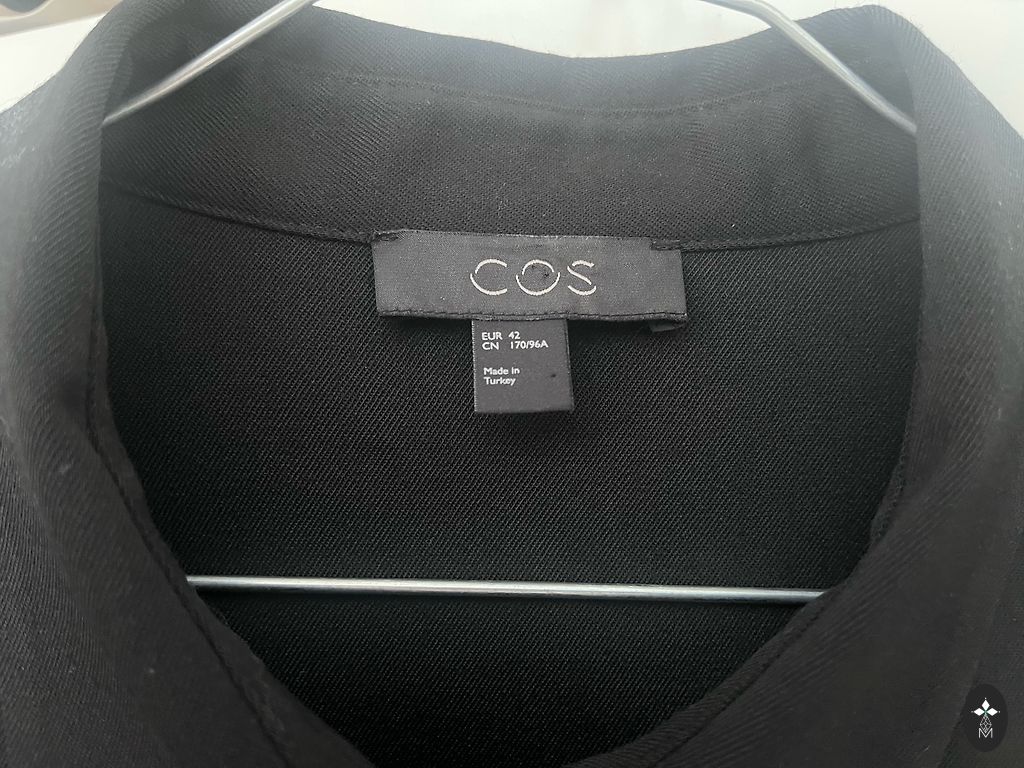 COS
EUR 42
CN 170/96A
Made in
Turkey
M